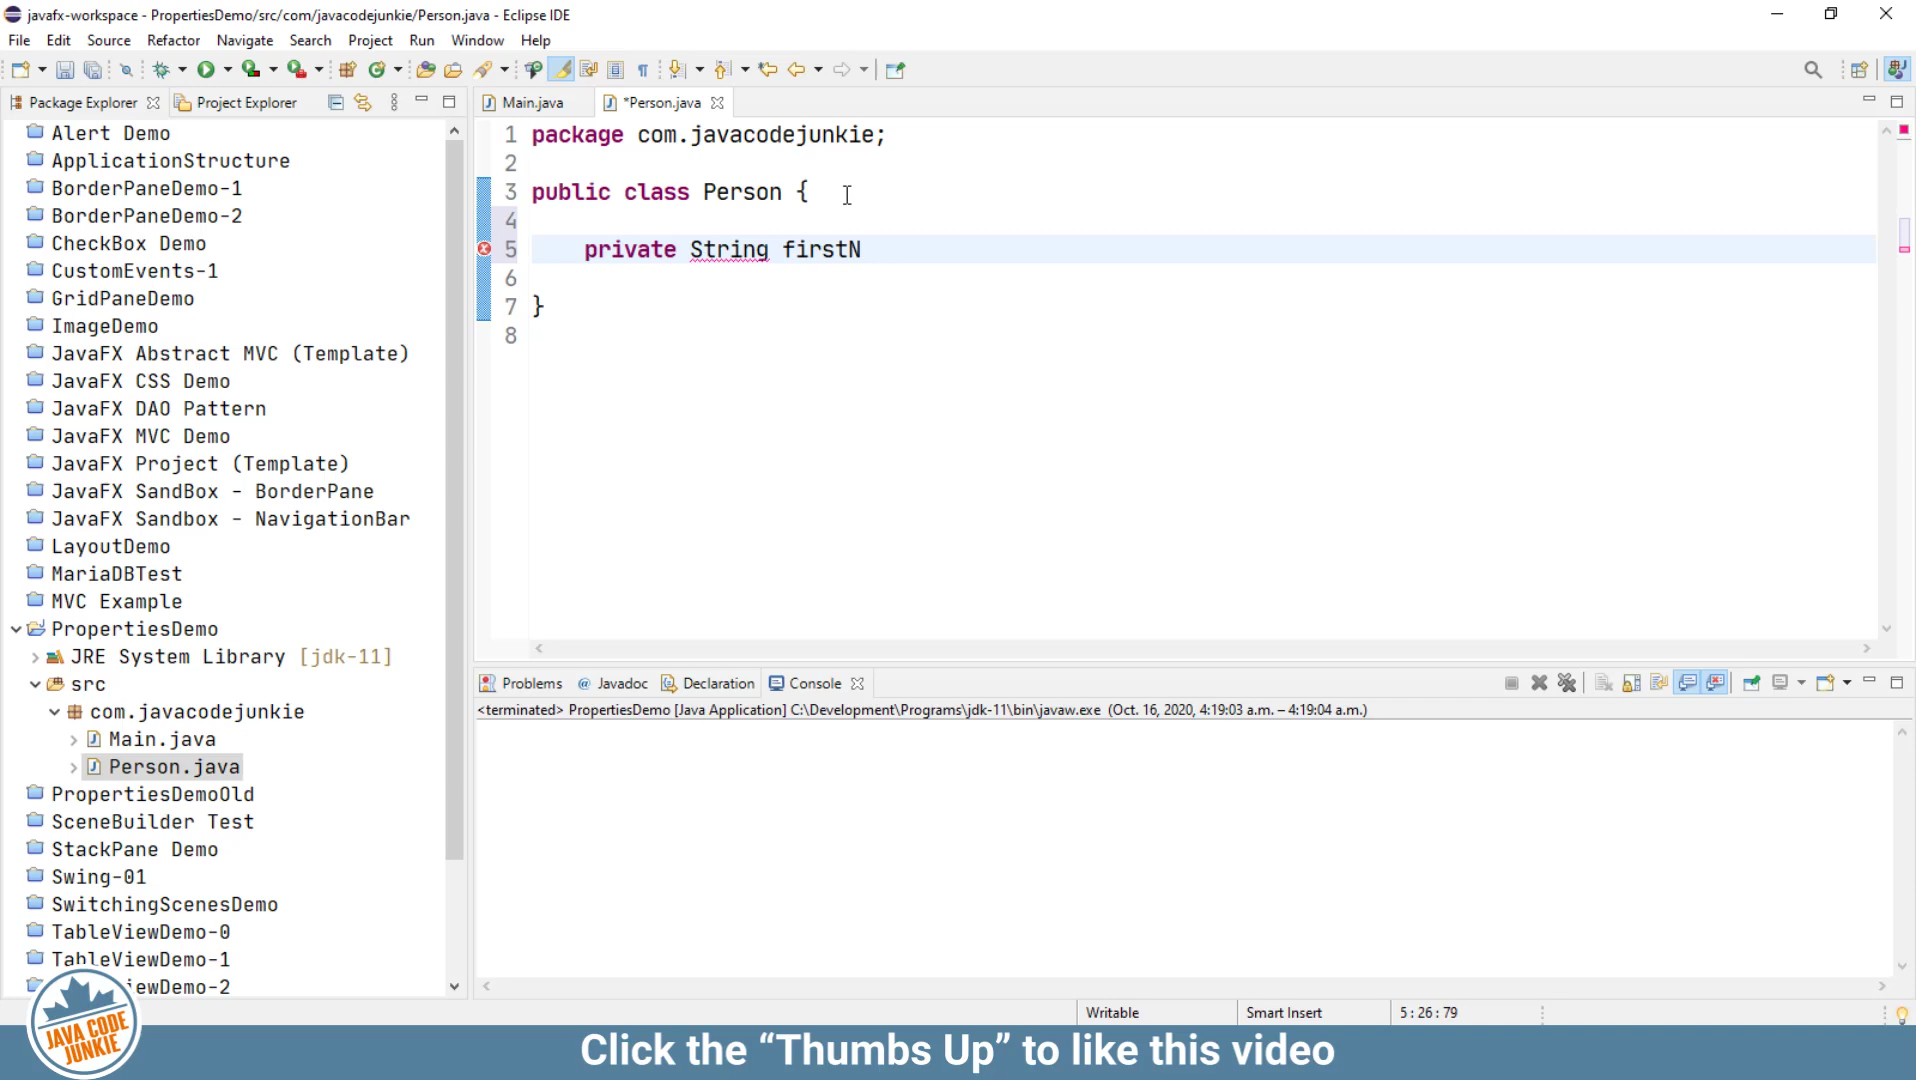 javafx-workspace - PropertiesDemo/src/com/javacodejunkie/Person.java - Eclipse IDE
File Edit Source Refactor Navigate Search Project Run Window Help
Package Explorer Project Explorer
Main.java *Person.java
Alert Demo
ApplicationStructure
BorderPaneDemo-1
BorderPaneDemo-2
CheckBox Demo
CustomEvents-1
GridPaneDemo
ImageDemo
JavaFX Abstract MVC (Template)
JavaFX CSS Demo
JavaFX DAO Pattern
JavaFX MVC Demo
JavaFX Project (Template)
JavaFX SandBox - BorderPane
JavaFX Sandbox - NavigationBar
LayoutDemo
MariaDBTest
MVC Example
PropertiesDemo
JRE System Library [jdk-11]
src
com.javacodejunkie
Main.java
Person.java
PropertiesDemoOld
SceneBuilder Test
StackPane Demo
Swing-01
SwitchingScenesDemo
TableViewDemo-0
TableViewDemo-1
iewDemo-2
1 package com.javacodejunkie;
2
3 public class Person {
4
5 private String firstN
6
7 }
8
Problems Javadoc Declaration Console
<terminated> PropertiesDemo [Java Application] C:\Development\Programs\jdk-11\bin\javaw.exe (Oct. 16, 2020, 4:19:03 a.m. – 4:19:04 a.m.)
Writable Smart Insert 5 : 26 : 79
JAVA CODE
JUNKIE
Click the “Thumbs Up” to like this video